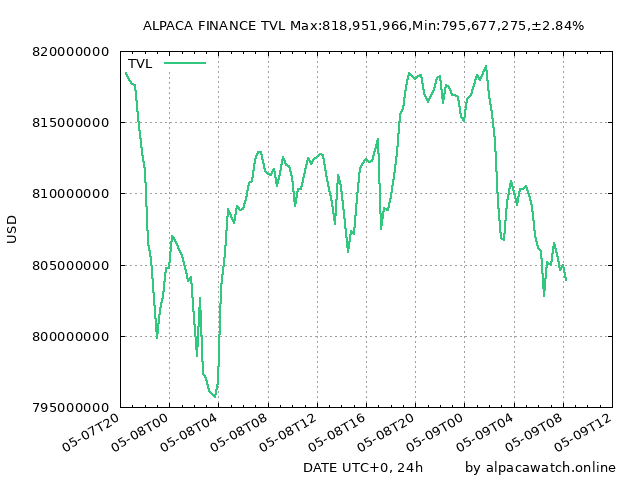 ALPACA FINANCE TVL Max:818,951,966,Min:795,677,275,±2.84%
820000000
TVL
815000000
810000000
USD
805000000
800000000
795000000
05-07T20 05-08T00 05-08T04 05-08T08 05-08T12 05-08T16 05-08T20 05-09T00 05-09T04 05-09T08 05-09T12
DATE UTC+0, 24h by alpacawatch.online